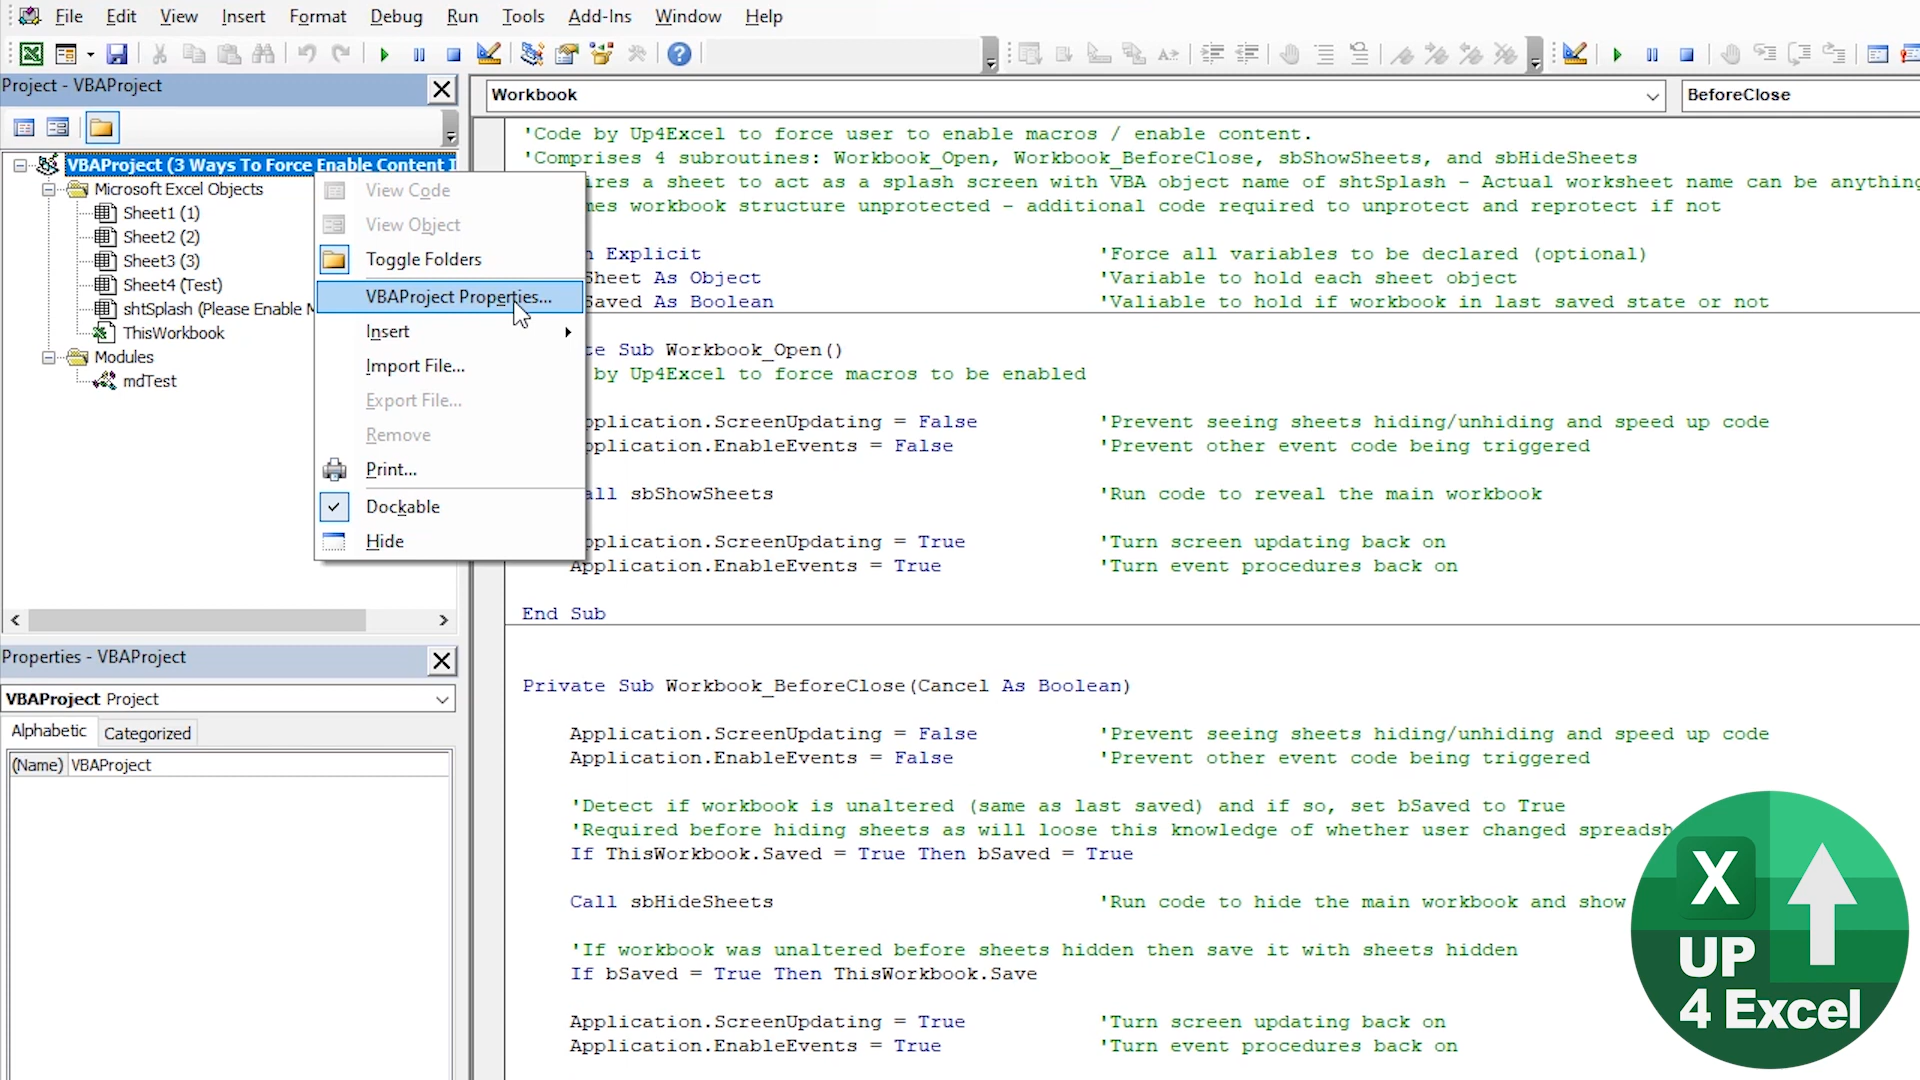 File Edit View Insert Format Debug Run Tools Add-Ins Window Help
Project - VBAProject
VBAProject (3 Ways To Force Enable Content
Microsoft Excel Objects
Sheet1 (1)
Sheet2 (2)
Sheet3 (3)
Sheet4 (Test)
shtSplash (Please Enable
ThisWorkbook
Modules
mdTest
View Code
View Object
Toggle Folders
VBAProject Properties...
Insert
Import File...
Export File...
Remove
Print...
Dockable
Hide
Properties - VBAProject
VBAProject Project
Alphabetic Categorized
(Name) VBAProject
Workbook BeforeClose
'Code by Up4Excel to force user to enable macros / enable content.
'Comprises 4 subroutines: Workbook_Open, Workbook_BeforeClose, sbShowSheets, and sbHideSheets
ires a sheet to act as a splash screen with VBA object name of shtSplash - Actual worksheet name can be anything
mes workbook structure unprotected - additional code required to unprotect and reprotect if not
Explicit 'Force all variables to be declared (optional)
Sheet As Object 'Variable to hold each sheet object
Saved As Boolean 'Valiable to hold if workbook in last saved state or not
te Sub Workbook_Open()
by Up4Excel to force macros to be enabled
pplication.ScreenUpdating = False 'Prevent seeing sheets hiding/unhiding and speed up code
pplication.EnableEvents = False 'Prevent other event code being triggered
all sbShowSheets 'Run code to reveal the main workbook
pplication.ScreenUpdating = True 'Turn screen updating back on
Application.EnableEvents = True 'Turn event procedures back on
End Sub
Private Sub Workbook_BeforeClose(Cancel As Boolean)
Application.ScreenUpdating = False 'Prevent seeing sheets hiding/unhiding and speed up code
Application.EnableEvents = False 'Prevent other event code being triggered
'Detect if workbook is unaltered (same as last saved) and if so, set bSaved to True
'Required before hiding sheets as will loose this knowledge of whether user changed spreadsh
If ThisWorkbook.Saved = True Then bSaved = True
Call sbHideSheets 'Run code to hide the main workbook and show
'If workbook was unaltered before sheets hidden then save it with sheets hidden
If bSaved = True Then ThisWorkbook.Save
Application.ScreenUpdating = True 'Turn screen updating back on
Application.EnableEvents = True 'Turn event procedures back on
X
UP
4 Excel